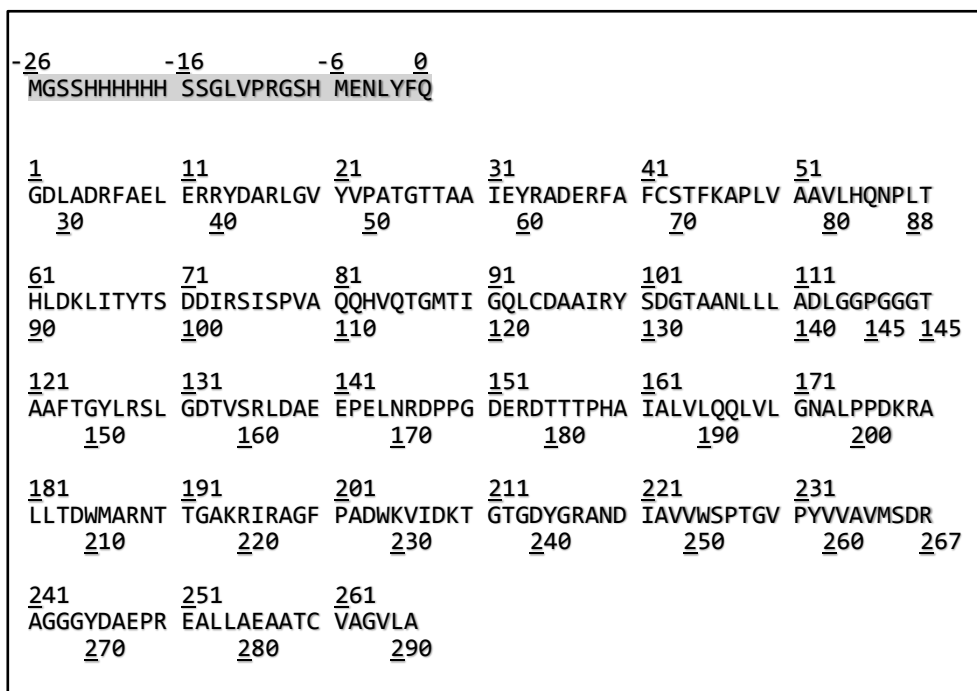 -26 -16 -6 0
MGSSHHHHHH SSGLVPRGSH MENLYFQ
1 11 21 31 41 51
GDLADRFAEL ERRYDARLGV YVPATGTTAA IEYRADERFA FCSTFKAPLV AAVLHQNPLT
30 40 50 60 70 80 88
61 71 81 91 101 111
HLDKLITYTS DDIRSISPVA QQHVQTGMTI GQLCDAAIRY SDGTAANLLL ADLGGPGGGT
90 100 110 120 130 140 145 145
121 131 141 151 161 171
AAFTGYLRSL GDTVSRLDAE EPELNRDPPG DERDTTTPHA IALVLQQLVL GNALPPDKRA
150 160 170 180 190 200
181 191 201 211 221 231
LLTDWMARNT TGAKRIRAGF PADWKVIDKT GTGDYGRAND IAVVWSPTGV PYVVAVMSDR
210 220 230 240 250 260 267
241 251 261
AGGGYDAEPR EALLAEAATC VAGVLA
270 280 290